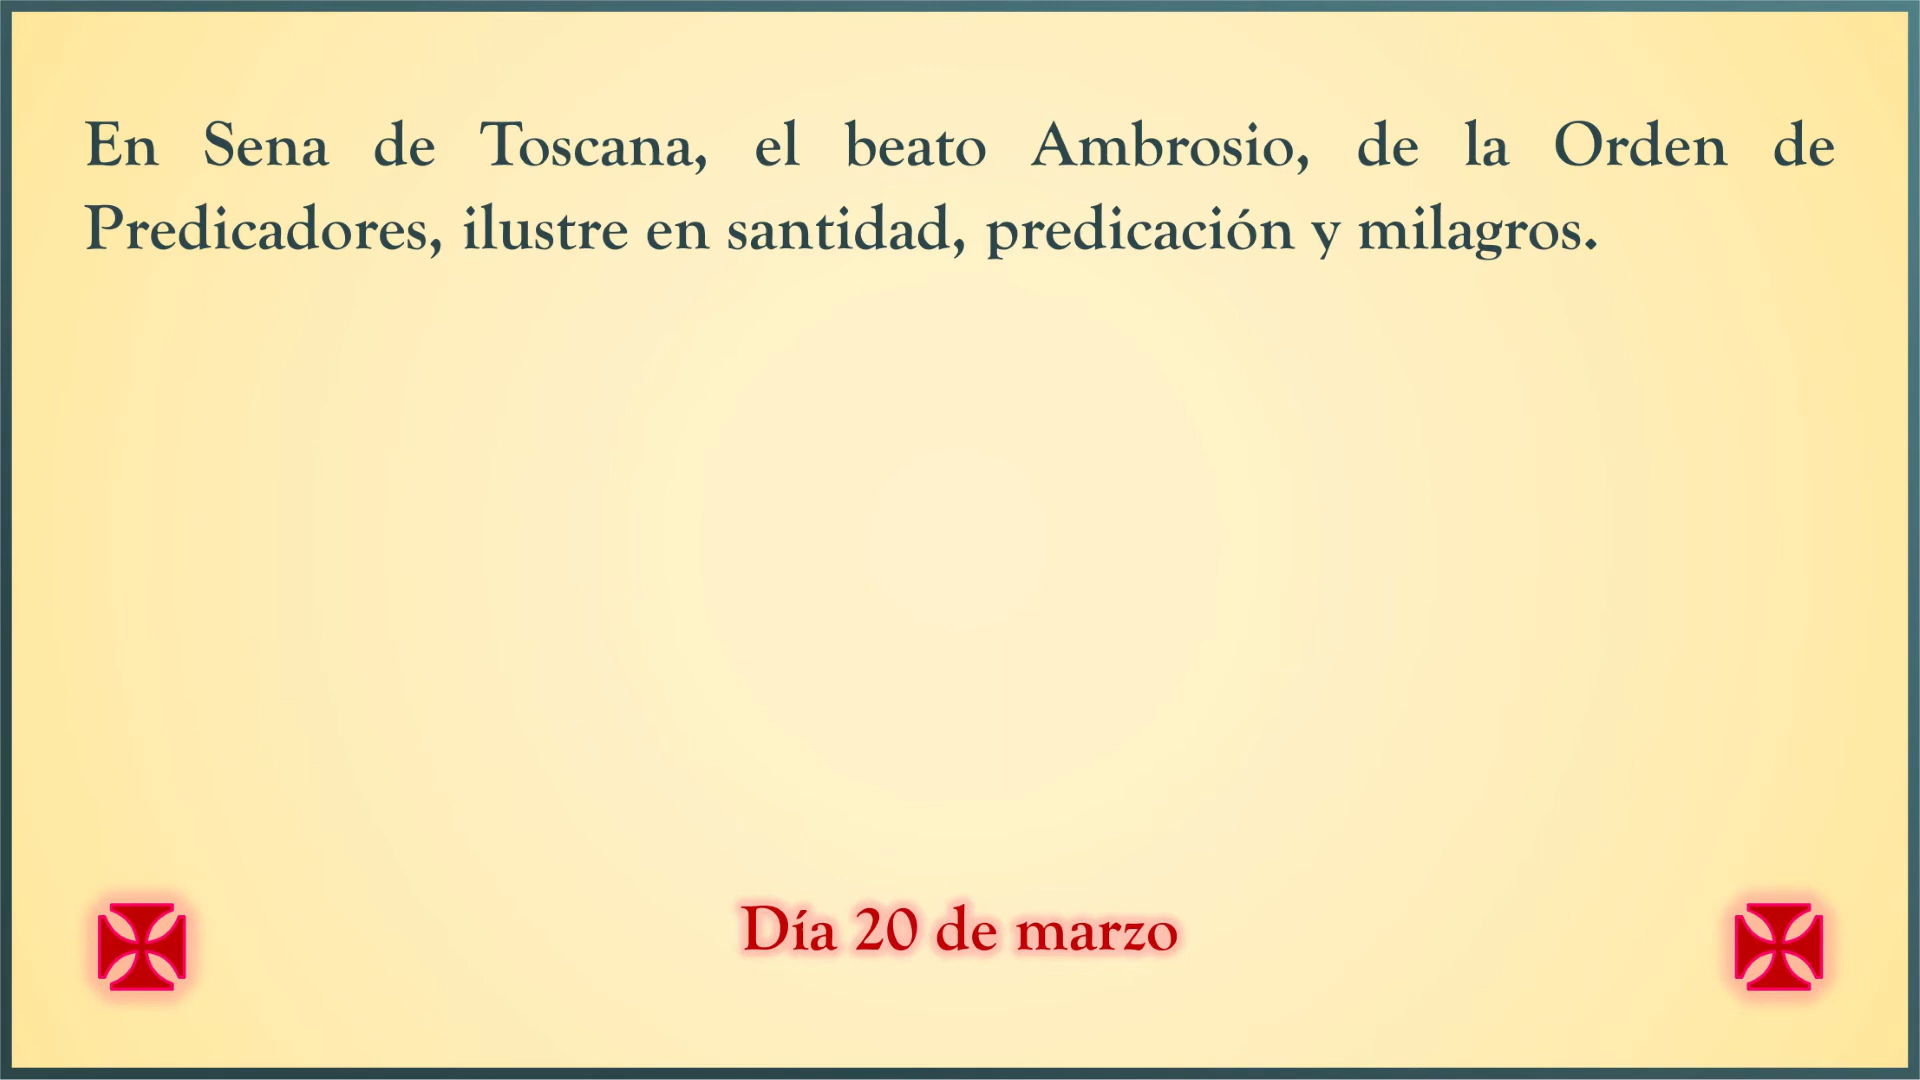 En Sena de Toscana, el beato Ambrosio, de la Orden de
Predicadores, ilustre en santidad, predicación y milagros.
Día 20 de marzo